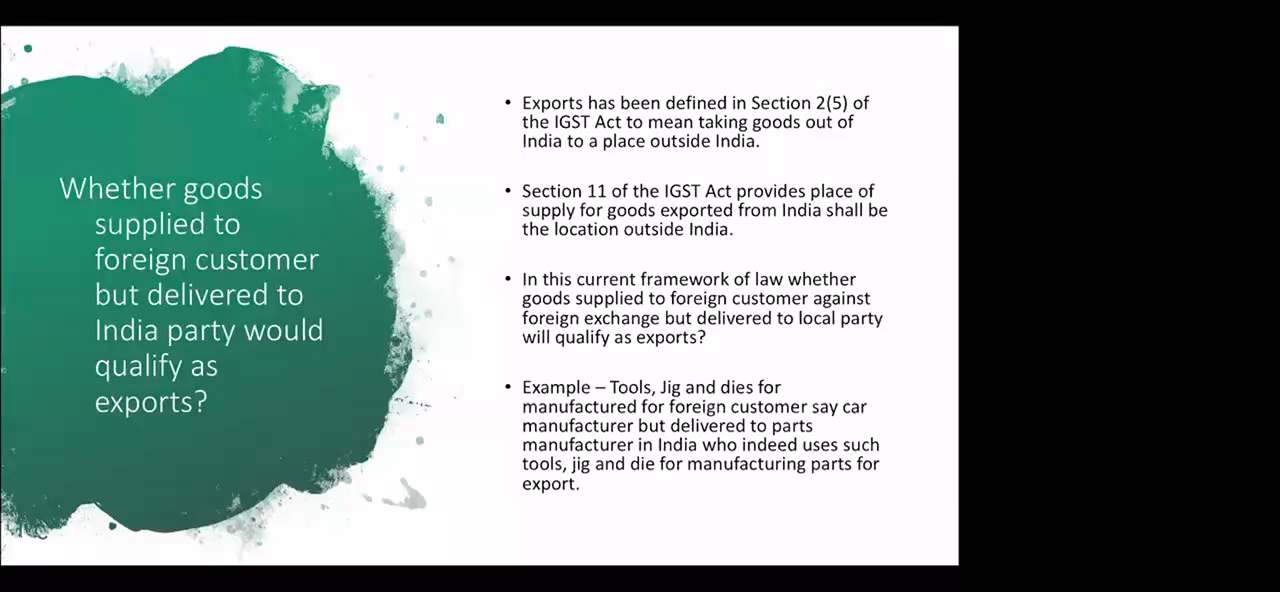 Whether goods
supplied to
foreign customer
but delivered to
India party would
qualify as
exports?
• Exports has been defined in Section 2(5) of
the IGST Act to mean taking goods out of
India to a place outside India.
• Section 11 of the IGST Act provides place of
supply for goods exported from India shall be
the location outside India.
• In this current framework of law whether
goods supplied to foreign customer against
foreign exchange but delivered to local party
will qualify as exports?
• Example – Tools, Jig and dies for
manufactured for foreign customer say car
manufacturer but delivered to parts
manufacturer in India who indeed uses such
tools, jig and die for manufacturing parts for
export.